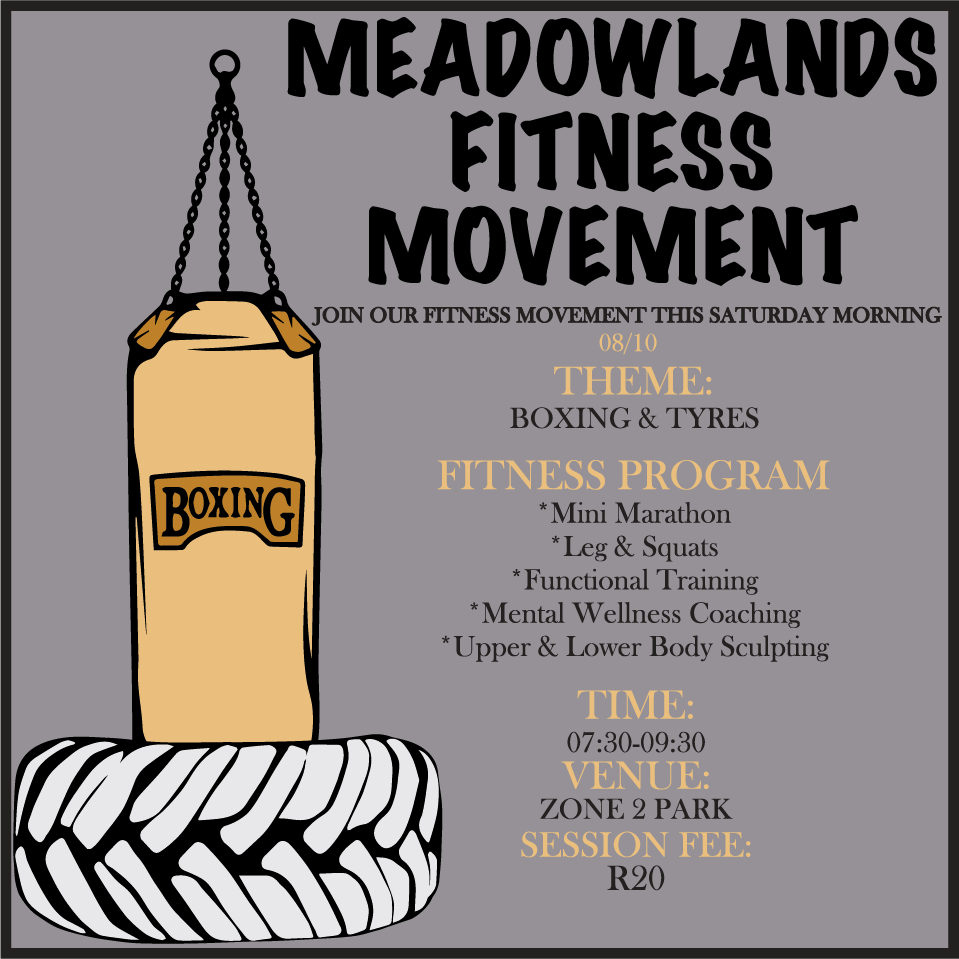 MEADOWLANDS
FITNESS
MOVEMENT
JOIN OUR FITNESS MOVEMENT THIS SATURDAY MORNING
08/10
THEME:
BOXING & TYRES
FITNESS PROGRAM
*Mini Marathon
*Leg & Squats
*Functional Training
*Mental Wellness Coaching
*Upper & Lower Body Sculpting
TIME:
07:30-09:30
VENUE:
ZONE 2 PARK
SESSION FEE:
R20
BOXING